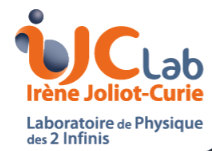 iJCLab
Irène Joliot-Curie
Laboratoire de Physique
des 2 Infinis